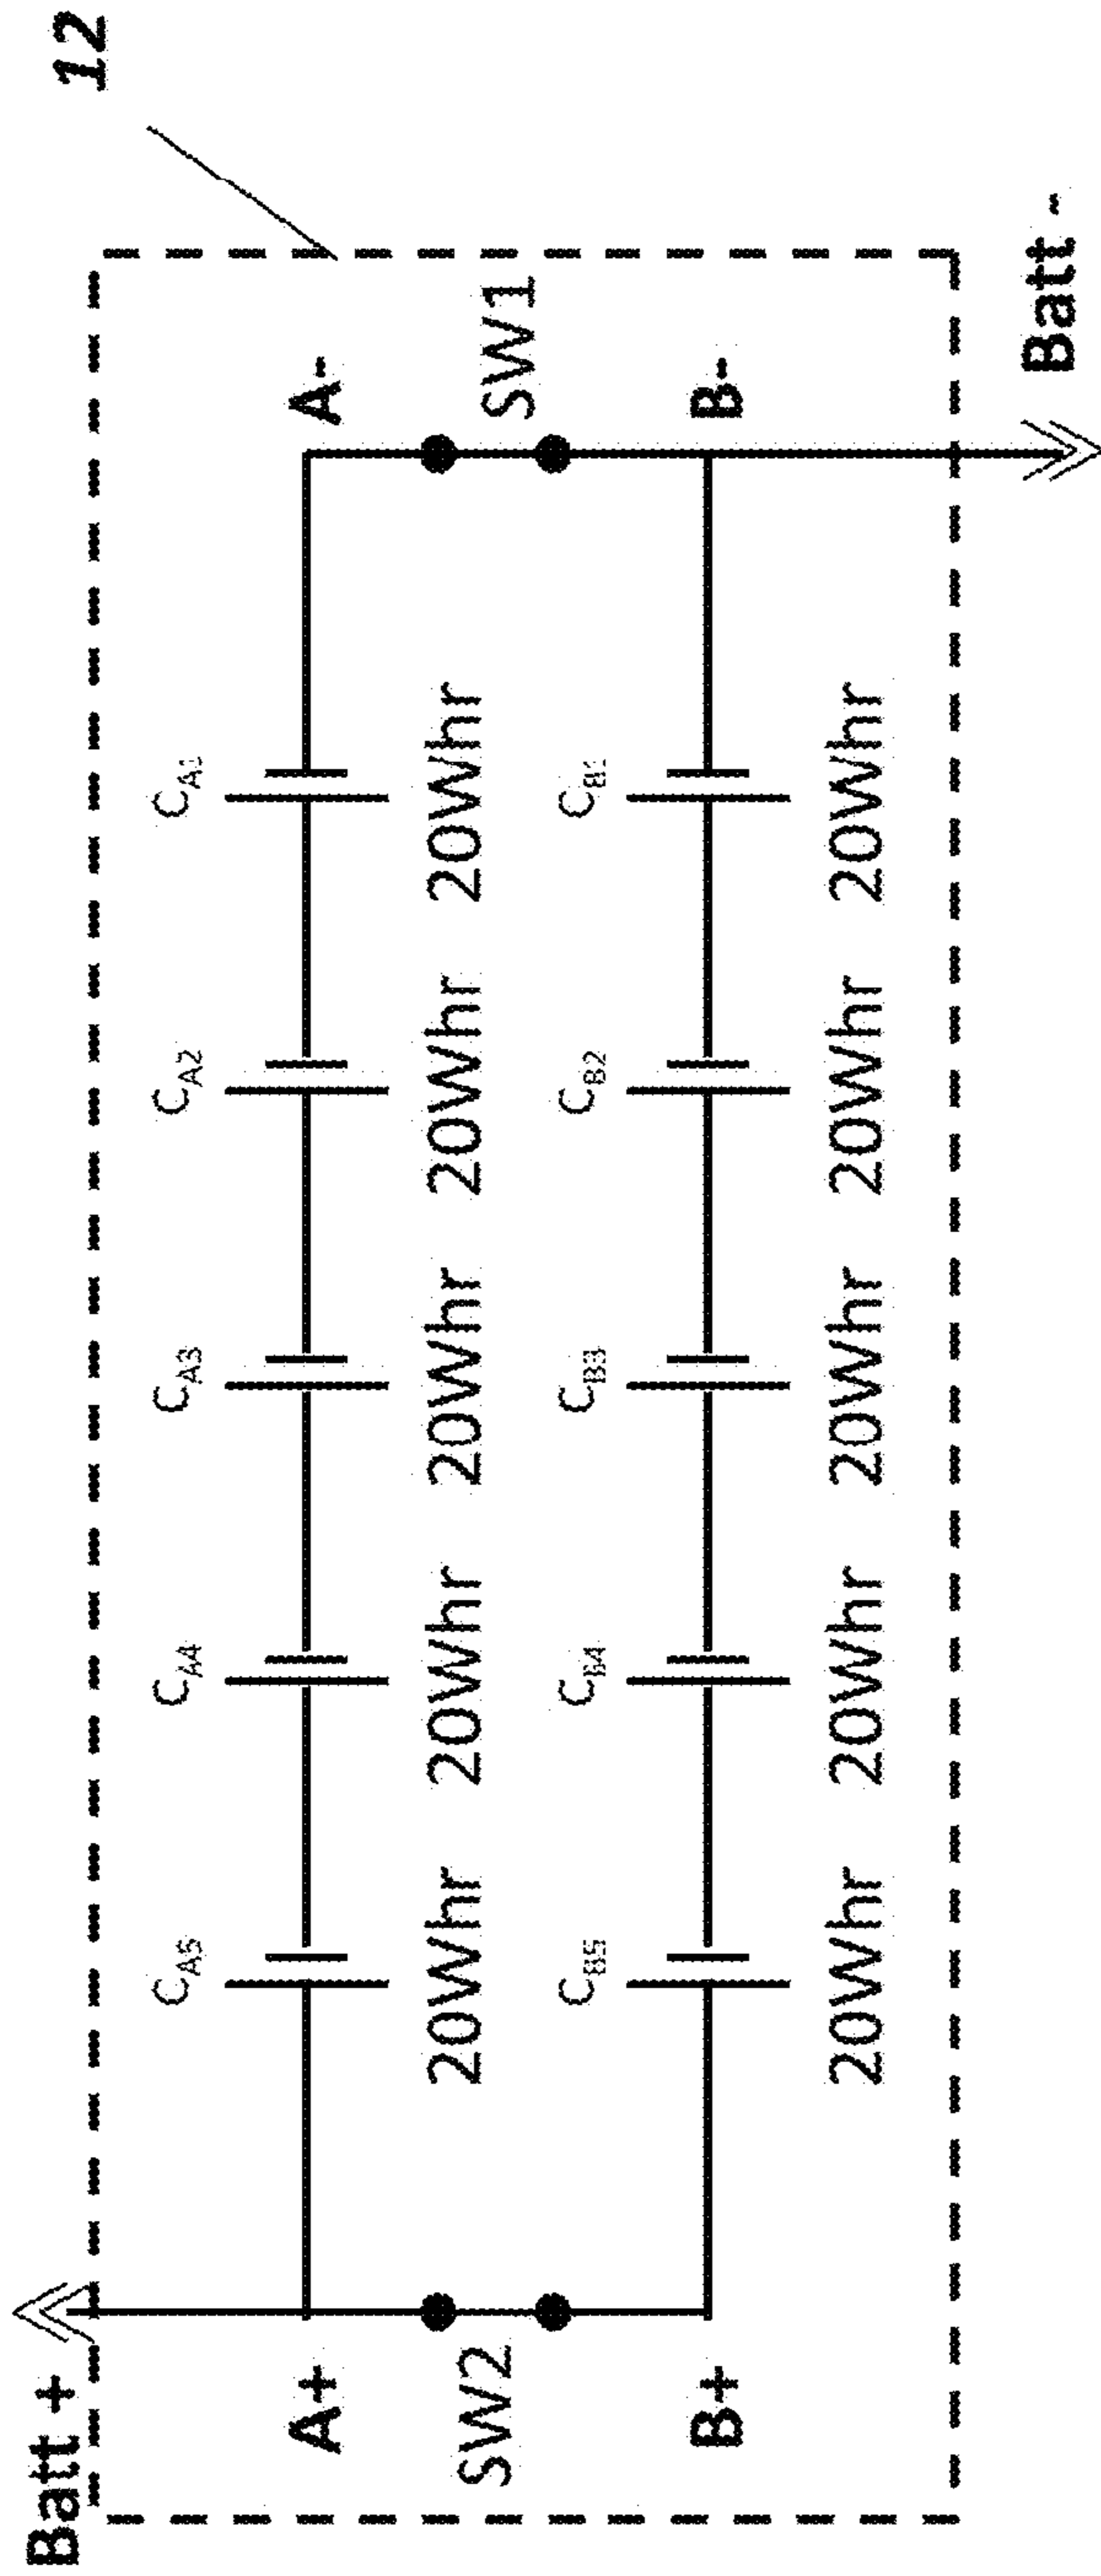 12
Batt +
A+
A-
SW2
SW1
B+
B-
Batt -
C_A5 C_A4 C_A3 C_A2 C_A1
20Whr 20Whr 20Whr 20Whr 20Whr
C_B5 C_B4 C_B3 C_B2 C_B1
20Whr 20Whr 20Whr 20Whr 20Whr